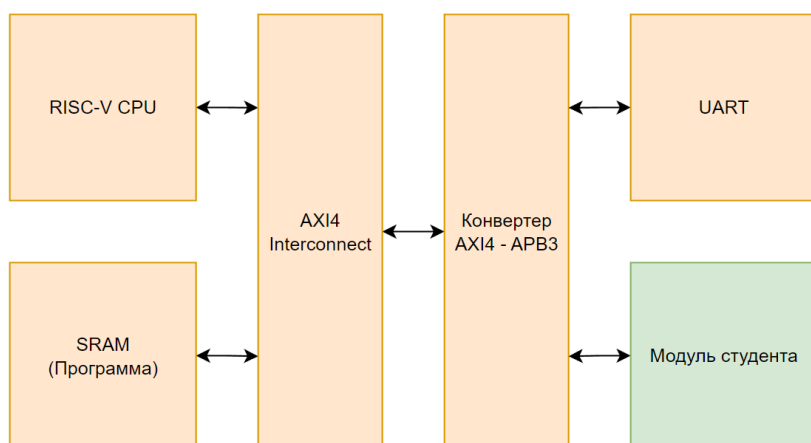 RISC-V CPU
SRAM
(Программа)
AXI4
Interconnect
Конвертер
AXI4 - APB3
UART
Модуль студента